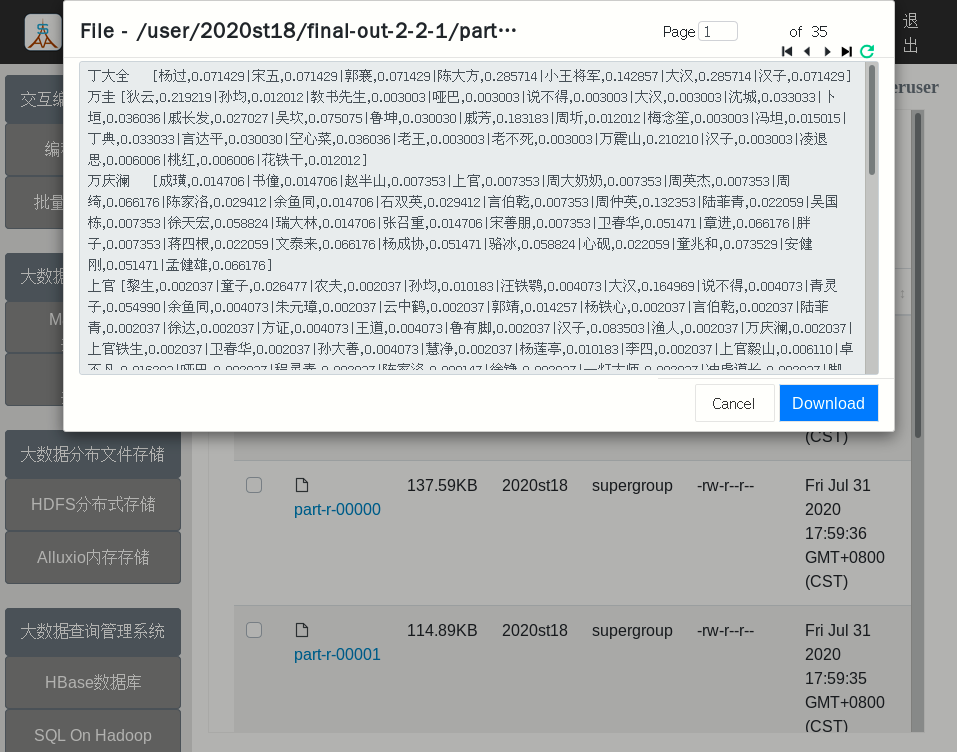 File - /user/2020st18/final-out-2-2-1/part···
Page 1 of 35
退
出
丁大全 [杨过,0.071429|宋五,0.071429|郭襄,0.071429|陈大方,0.285714|小王将军,0.142857|大汉,0.285714|汉子,0.071429]
万圭 [狄云,0.219219|孙均,0.012012|教书先生,0.003003|哑巴,0.003003|说不得,0.003003|大汉,0.003003|沈城,0.033033|卜
垣,0.036036|戚长发,0.027027|吴坎,0.075075|鲁坤,0.030030|戚芳,0.183183|周圻,0.012012|梅念笙,0.003003|冯坦,0.015015|
丁典,0.033033|言达平,0.030030|空心菜,0.036036|老王,0.003003|老不死,0.003003|万震山,0.210210|汉子,0.003003|凌退
思,0.006006|桃红,0.006006|花铁干,0.012012]
万庆澜 [成璜,0.014706|书僮,0.014706|赵半山,0.007353|上官,0.007353|周大奶奶,0.007353|周英杰,0.007353|周
绮,0.066176|陈家洛,0.029412|余鱼同,0.014706|石双英,0.029412|言伯乾,0.007353|周仲英,0.132353|陆菲青,0.022059|吴国
栋,0.007353|徐天宏,0.058824|瑞大林,0.014706|张召重,0.014706|宋善朋,0.007353|卫春华,0.051471|章进,0.066176|胖
子,0.007353|蒋四根,0.022059|文泰来,0.066176|杨成协,0.051471|骆冰,0.058824|心砚,0.022059|童兆和,0.073529|安健
刚,0.051471|孟健雄,0.066176]
上官 [黎生,0.002037|童子,0.026477|农夫,0.002037|孙均,0.010183|汪铁鹗,0.004073|大汉,0.164969|说不得,0.004073|青灵
子,0.054990|余鱼同,0.004073|朱元璋,0.002037|云中鹤,0.002037|郭靖,0.014257|杨铁心,0.002037|言伯乾,0.002037|陆菲
青,0.002037|徐达,0.002037|方证,0.004073|王道,0.004073|鲁有脚,0.002037|汉子,0.083503|渔人,0.002037|万庆澜,0.002037|
上官铁生,0.002037|卫春华,0.002037|孙大善,0.004073|慧净,0.002037|杨莲亭,0.010183|李四,0.002037|上官毅山,0.006110|卓
Cancel Download
交互编
编
批量
eruser
大数据
M
大数据分布文件存储
HDFS分布式存储
Alluxio内存存储
大数据查询管理系统
HBase数据库
SQL On Hadoop
(CST)
137.59KB 2020st18 supergroup -rw-r--r-- Fri Jul 31
part-r-00000 2020
17:59:36
GMT+0800
(CST)
114.89KB 2020st18 supergroup -rw-r--r-- Fri Jul 31
part-r-00001 2020
17:59:35
GMT+0800
(CST)